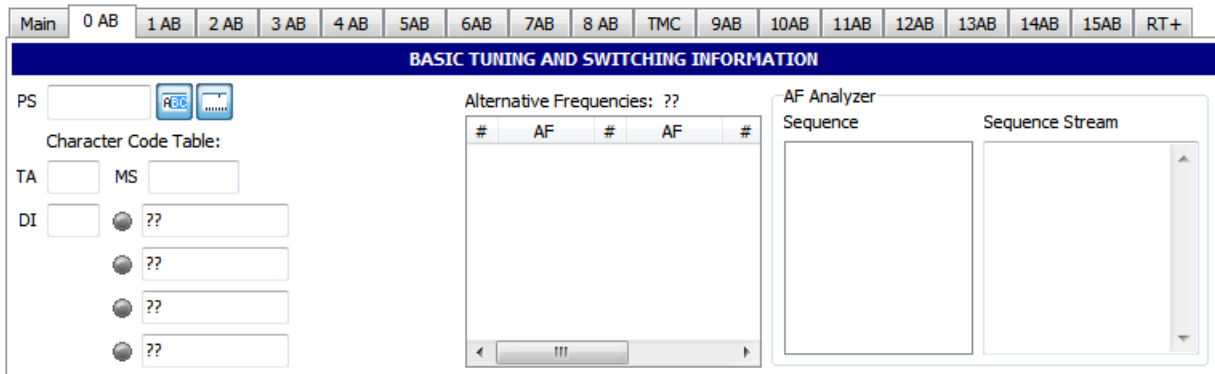 Main 0 AB 1 AB 2 AB 3 AB 4 AB 5AB 6AB 7AB 8 AB TMC 9AB 10AB 11AB 12AB 13AB 14AB 15AB RT+
BASIC TUNING AND SWITCHING INFORMATION
PS ABC Alternative Frequencies: ?? AF Analyzer
# AF # AF # Sequence Sequence Stream
Character Code Table:
TA MS
DI ??
??
??
??